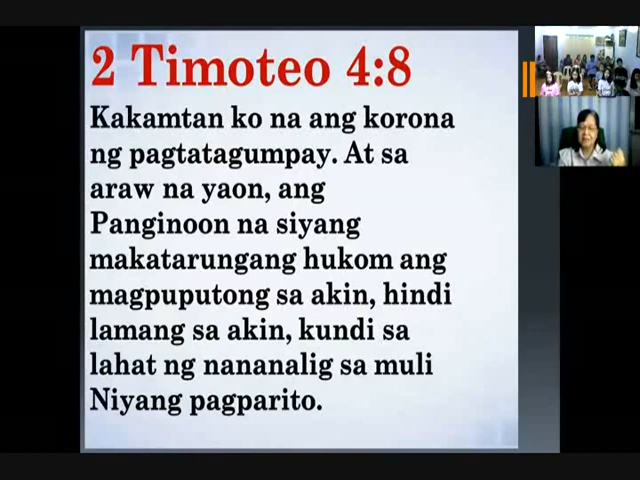 2 Timoteo 4:8
Kakamtan ko na ang korona
ng pagtatagumpay. At sa
araw na yaon, ang
Panginoon na siyang
makatarungang hukom ang
magpuputong sa akin, hindi
lamang sa akin, kundi sa
lahat ng nananalig sa muli
Niyang pagparito.